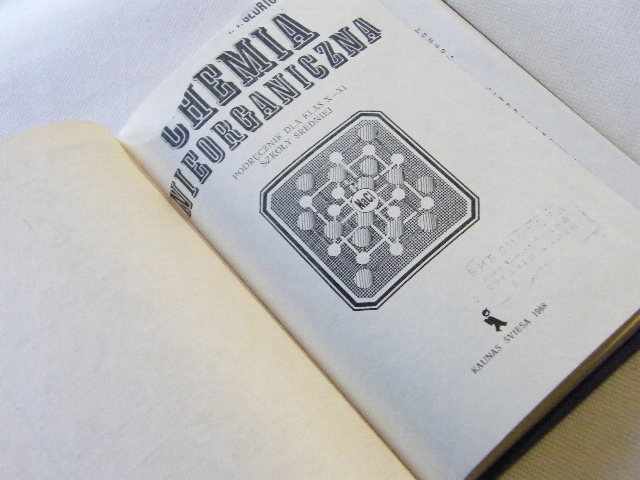 CHEMIA
NIEORGANICZNA
PODRĘCZNIK DLA KLAS X—XI
SZKOŁY ŚREDNIEJ
NaCl
KAUNAS ŠVIESA 1988